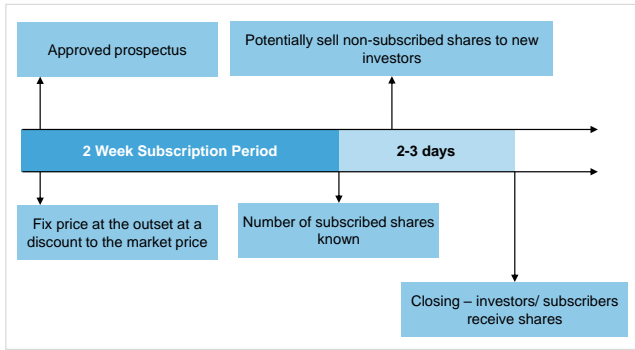 Approved prospectus
Potentially sell non-subscribed shares to new
investors
2 Week Subscription Period
2-3 days
Fix price at the outset at a
discount to the market price
Number of subscribed shares
known
Closing – investors/ subscribers
receive shares